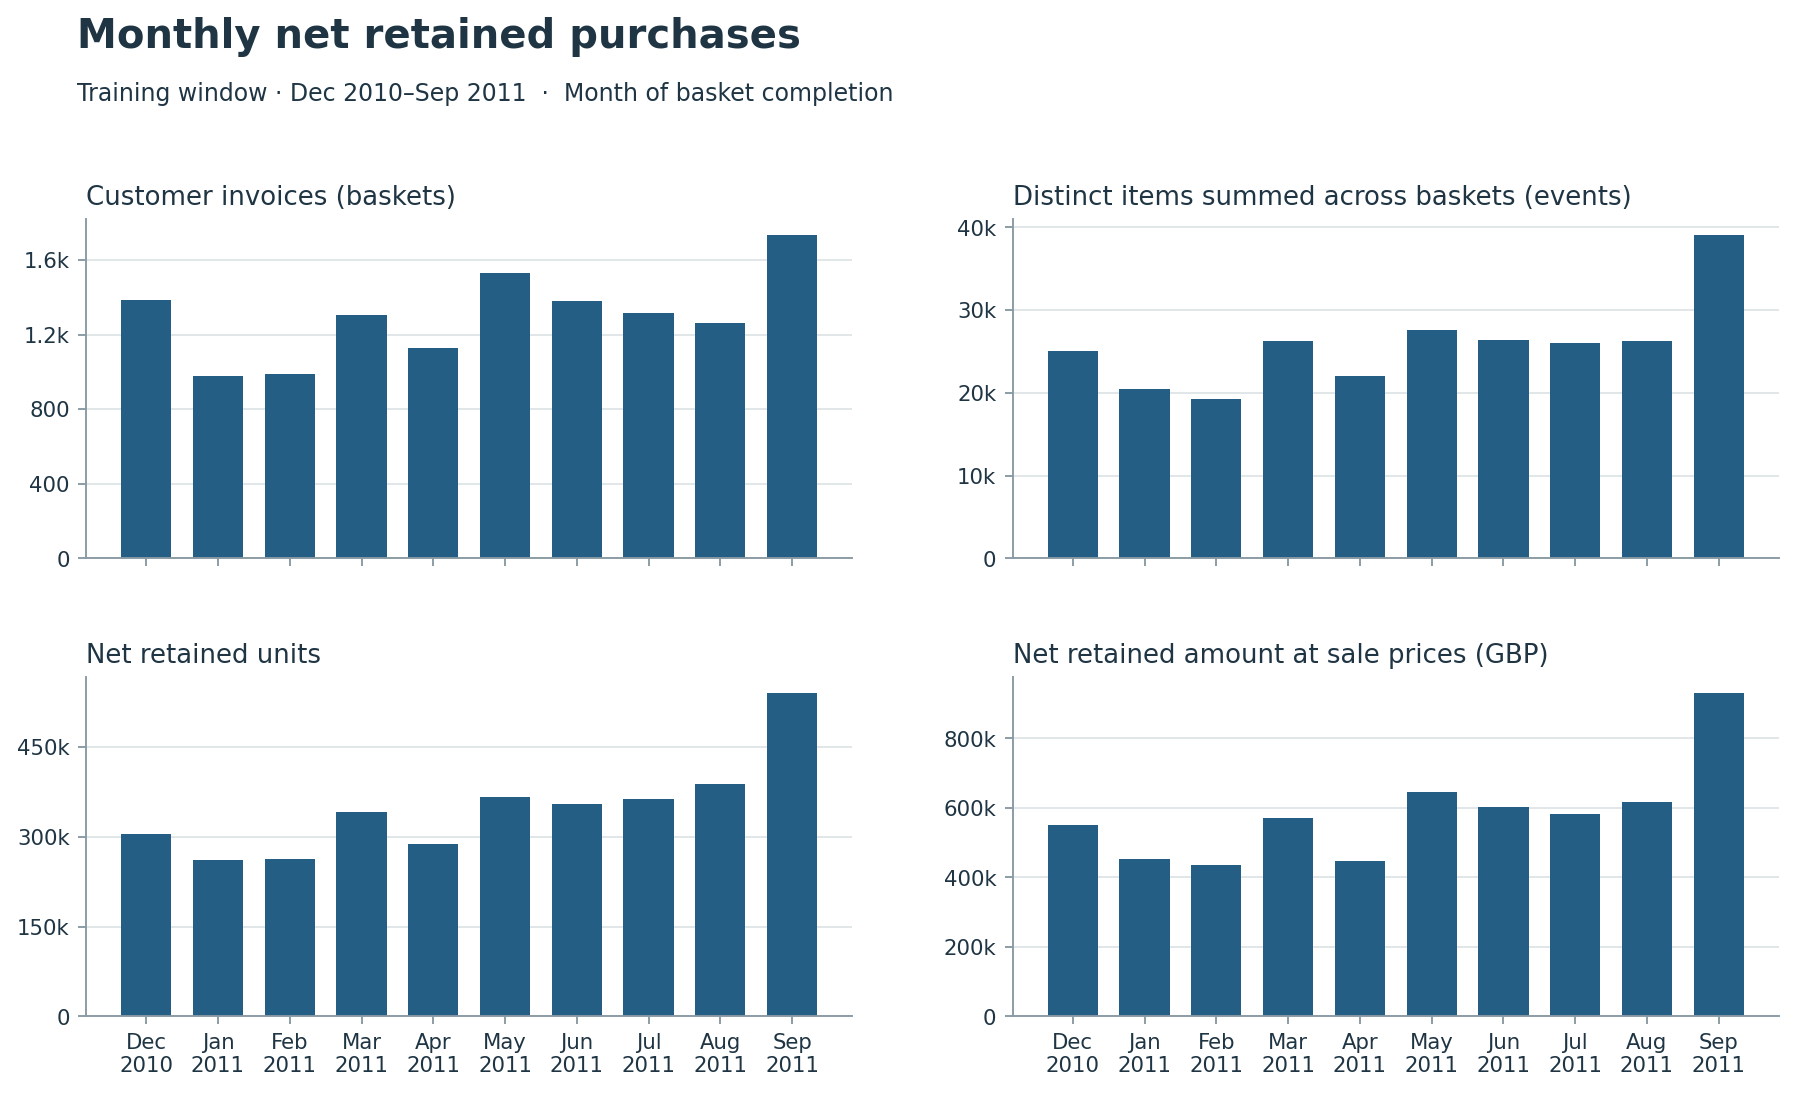 Monthly net retained purchases
Training window · Dec 2010–Sep 2011 · Month of basket completion
Customer invoices (baskets)
1.6k
1.2k
800
400
0
Distinct items summed across baskets (events)
40k
30k
20k
10k
0
Net retained units
450k
300k
150k
0
Dec Jan Feb Mar Apr May Jun Jul Aug Sep
2010 2011 2011 2011 2011 2011 2011 2011 2011 2011
Net retained amount at sale prices (GBP)
800k
600k
400k
200k
0
Dec Jan Feb Mar Apr May Jun Jul Aug Sep
2010 2011 2011 2011 2011 2011 2011 2011 2011 2011